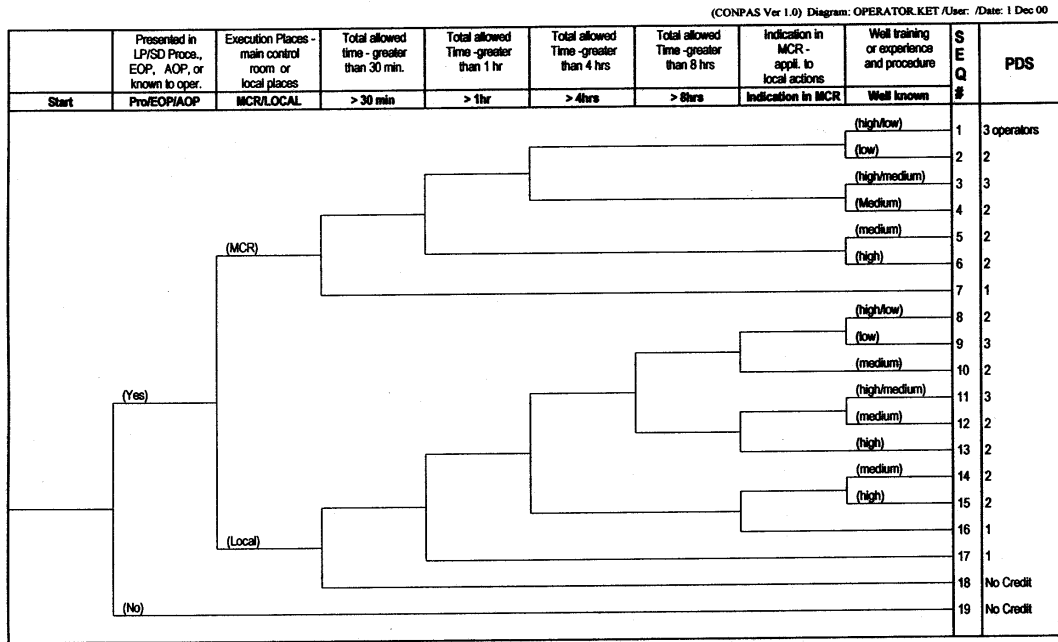 (CONPAS Ver 1.0) Diagram: OPERATOR.KET /User: /Date: 1 Dec 00
Start
Presented in
LP/SD Proce.,
EOP, AOP, or
known to oper.
Pro/EOP/AOP
Execution Places -
main control
room or
local places
MCR/LOCAL
Total allowed
time - greater
than 30 min.
> 30 min
Total allowed
Time -greater
than 1 hr
> 1hr
Total allowed
Time -greater
than 4 hrs
> 4hrs
Total allowed
Time -greater
than 8 hrs
> 8hrs
Indication in
MCR -
appli. to
local actions
Indication in MCR
Well training
or experience
and procedure
Well known
S
E
Q
#
PDS
(high/low)
1 3 operators
(low)
2 2
(high/medium)
3 3
(Medium)
4 2
(medium)
5 2
(MCR)
(high)
6 2
7 1
(high/low)
8 2
(low)
9 3
(medium)
10 2
(Yes)
(high/medium)
11 3
(medium)
12 2
(high)
13 2
(medium)
14 2
(high)
15 2
16 1
(Local)
17 1
18 No Credit
(No)
19 No Credit